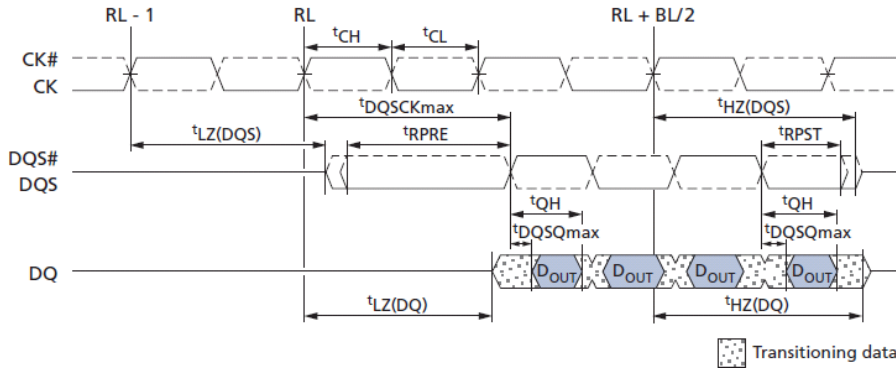 RL - 1 RL RL + BL/2
tCH tCL
CK#
CK
tDQSCKmax tHZ(DQS)
tLZ(DQS) tRPRE tRPST
DQS#
DQS
tQH tQH
tDQSQmax tDQSQmax
DQ DOUT DOUT DOUT DOUT
tLZ(DQ) tHZ(DQ)
Transitioning data